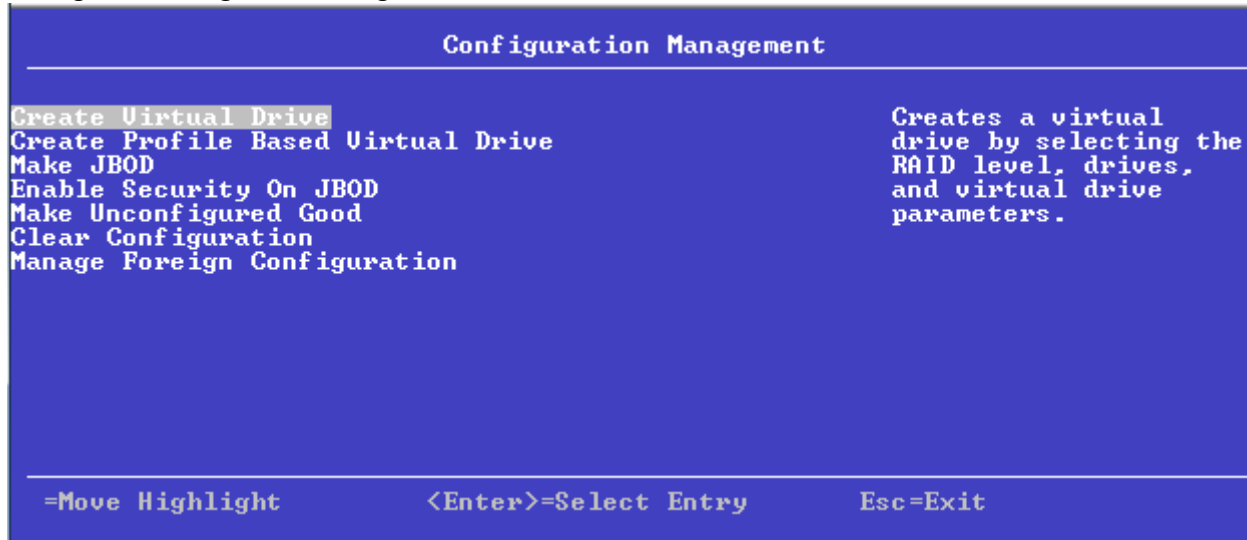 Configuration Management
Create Virtual Drive
Create Profile Based Virtual Drive
Make JBOD
Enable Security On JBOD
Make Unconfigured Good
Clear Configuration
Manage Foreign Configuration
Creates a virtual
drive by selecting the
RAID level, drives,
and virtual drive
parameters.
=Move Highlight <Enter>=Select Entry Esc=Exit